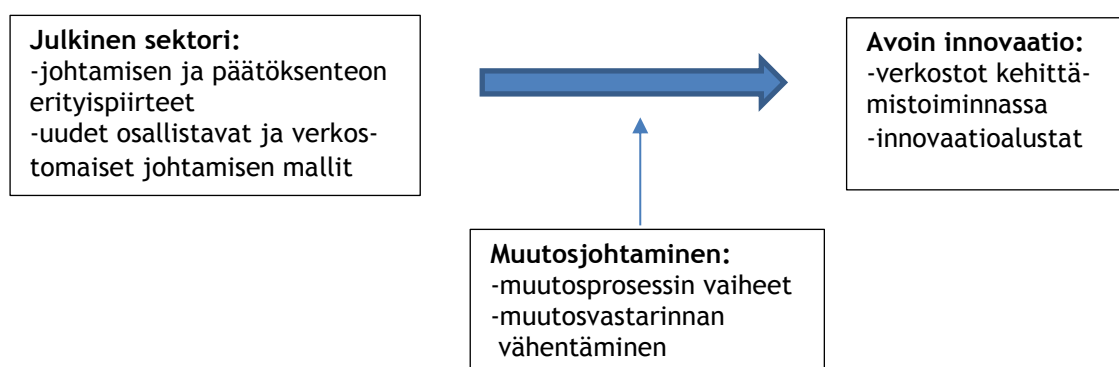 Julkinen sektori:
-johtamisen ja päätöksenteon
erityispiirteet
-uudet osallistavat ja verkos-
tomaiset johtamisen mallit
Avoin innovaatio:
-verkostot kehittä-
mistoiminnassa
-innovaatioalustat
Muutosjohtaminen:
-muutosprosessin vaiheet
-muutosvastarinnan
vähentäminen